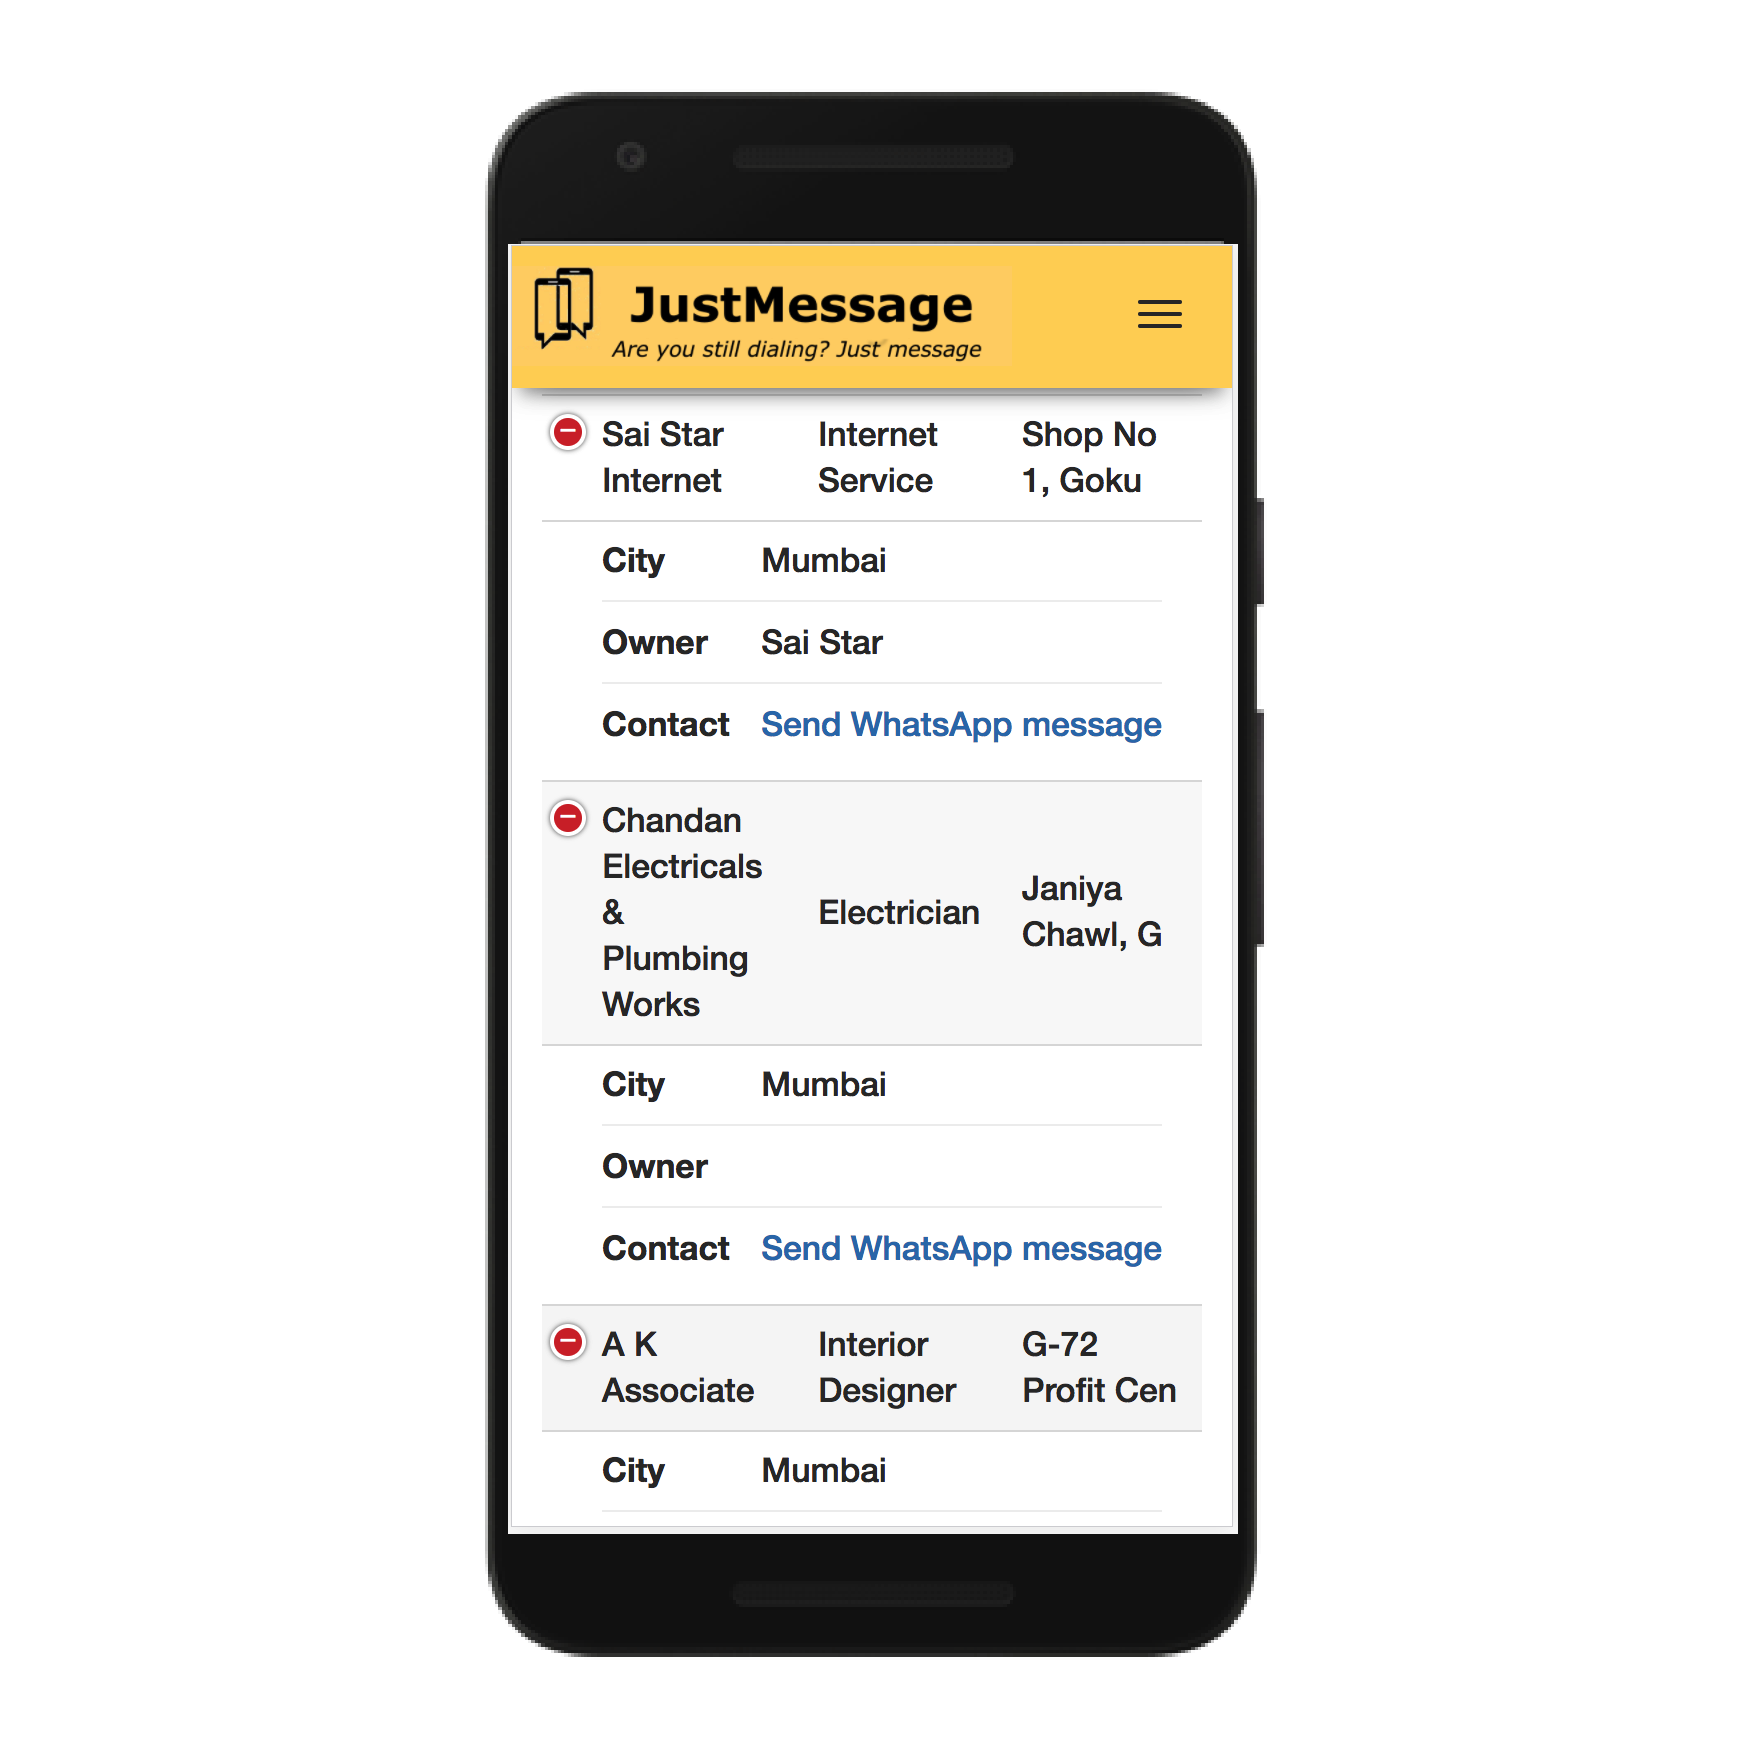 JustMessage
Are you still dialing? Just message
Sai Star Internet Service Shop No
Internet Service 1, Goku
City Mumbai
Owner Sai Star
Contact Send WhatsApp message
Chandan
Electricals
&
Plumbing
Works
Electrician
Janiya
Chawl, G
City Mumbai
Owner
Contact Send WhatsApp message
A K
Associate
Interior
Designer
G-72
Profit Cen
City Mumbai